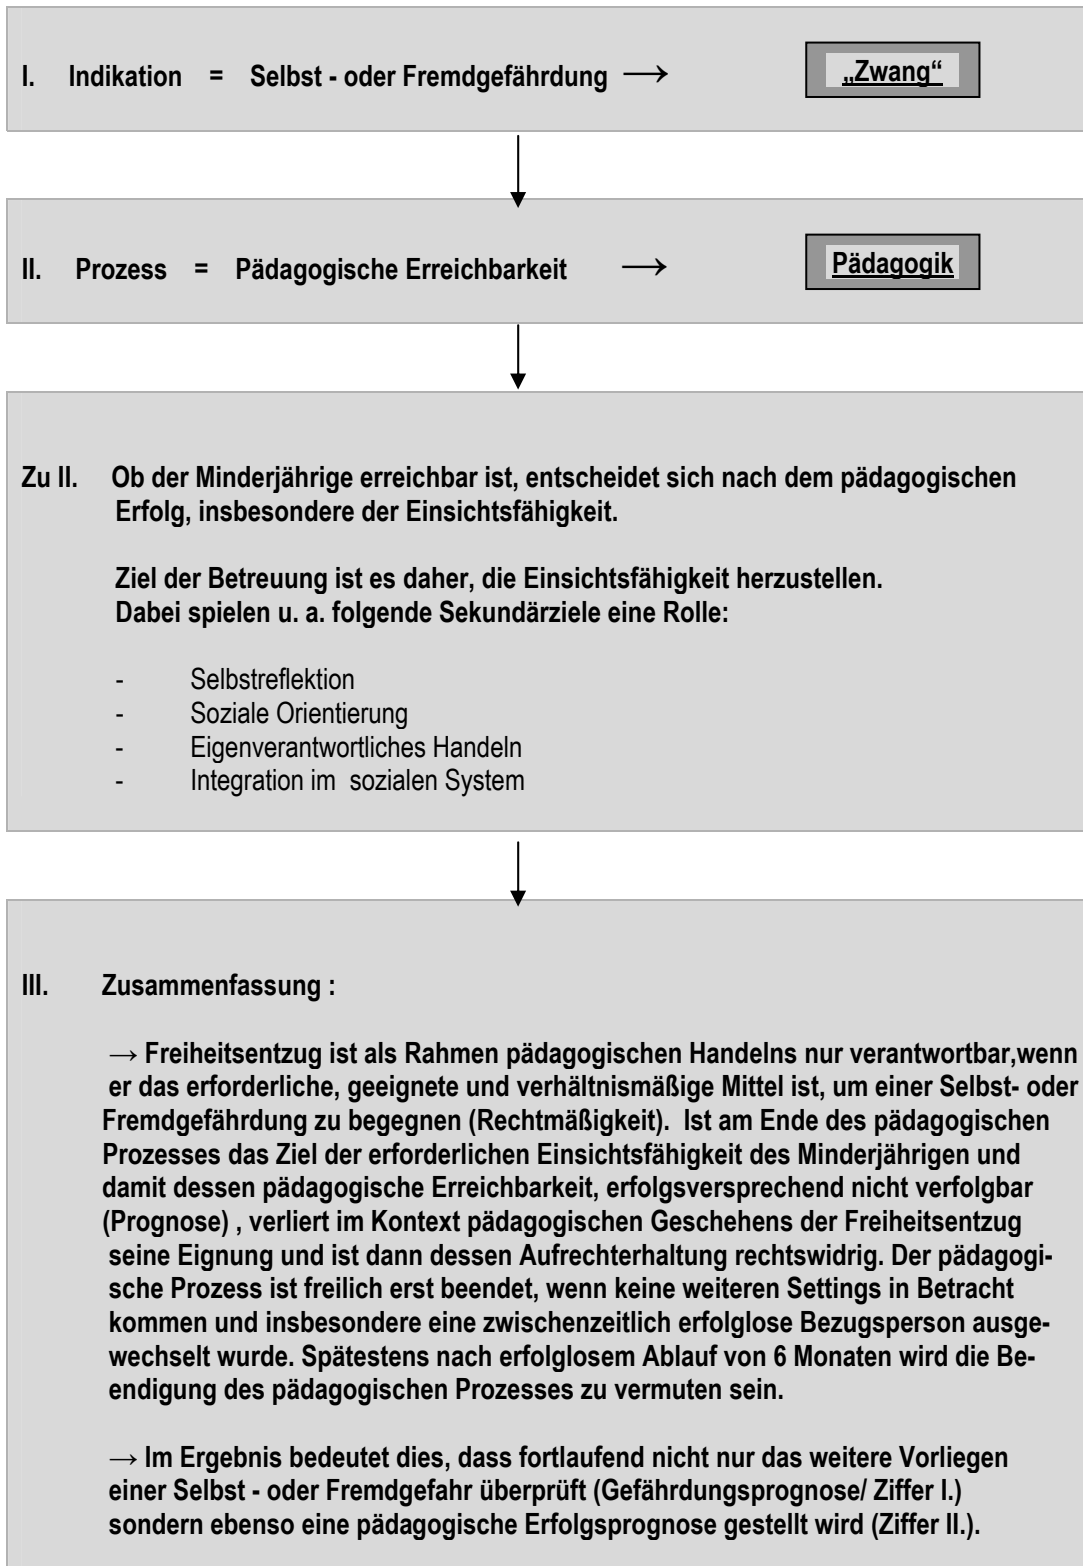 I. Indikation = Selbst - oder Fremdgefährdung → „Zwang“
II. Prozess = Pädagogische Erreichbarkeit → Pädagogik
Zu II. Ob der Minderjährige erreichbar ist, entscheidet sich nach dem pädagogischen
Erfolg, insbesondere der Einsichtsfähigkeit.
Ziel der Betreuung ist es daher, die Einsichtsfähigkeit herzustellen.
Dabei spielen u. a. folgende Sekundärziele eine Rolle:
- Selbstreflektion
- Soziale Orientierung
- Eigenverantwortliches Handeln
- Integration im sozialen System
III. Zusammenfassung :
→ Freiheitsentzug ist als Rahmen pädagogischen Handelns nur verantwortbar,wenn
er das erforderliche, geeignete und verhältnismäßige Mittel ist, um einer Selbst- oder
Fremdgefährdung zu begegnen (Rechtmäßigkeit). Ist am Ende des pädagogischen
Prozesses das Ziel der erforderlichen Einsichtsfähigkeit des Minderjährigen und
damit dessen pädagogische Erreichbarkeit, erfolgsversprechend nicht verfolgbar
(Prognose) , verliert im Kontext pädagogischen Geschehens der Freiheitsentzug
seine Eignung und ist dann dessen Aufrechterhaltung rechtswidrig. Der pädagogi-
sche Prozess ist freilich erst beendet, wenn keine weiteren Settings in Betracht
kommen und insbesondere eine zwischenzeitlich erfolglose Bezugsperson ausge-
wechselt wurde. Spätestens nach erfolglosem Ablauf von 6 Monaten wird die Be-
endigung des pädagogischen Prozesses zu vermuten sein.
→ Im Ergebnis bedeutet dies, dass fortlaufend nicht nur das weitere Vorliegen
einer Selbst - oder Fremdgefahr überprüft (Gefährdungsprognose/ Ziffer I.)
sondern ebenso eine pädagogische Erfolgsprognose gestellt wird (Ziffer II.).